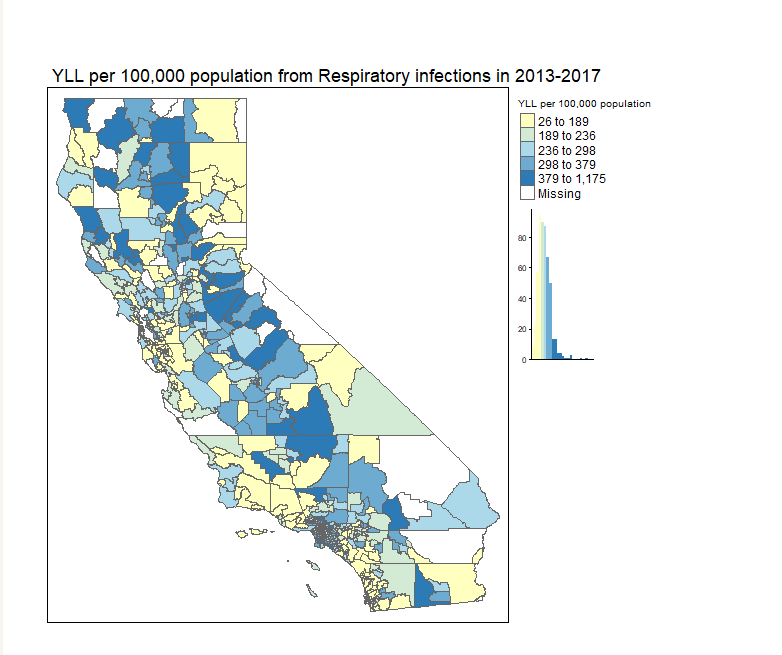 YLL per 100,000 population from Respiratory infections in 2013-2017
YLL per 100,000 population
26 to 189
189 to 236
236 to 298
298 to 379
379 to 1,175
Missing
80
60
40
20
0